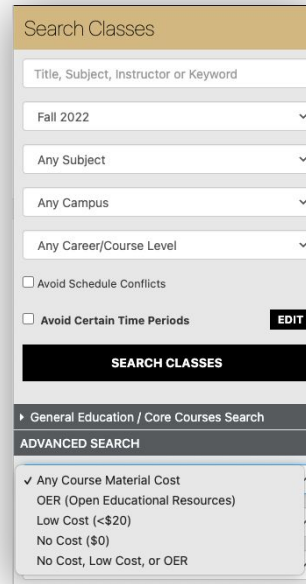 Search Classes
Title, Subject, Instructor or Keyword
Fall 2022
Any Subject
Any Campus
Any Career/Course Level
Avoid Schedule Conflicts
Avoid Certain Time Periods EDIT
SEARCH CLASSES
General Education / Core Courses Search
ADVANCED SEARCH
✓ Any Course Material Cost
OER (Open Educational Resources)
Low Cost (<$20)
No Cost ($0)
No Cost, Low Cost, or OER